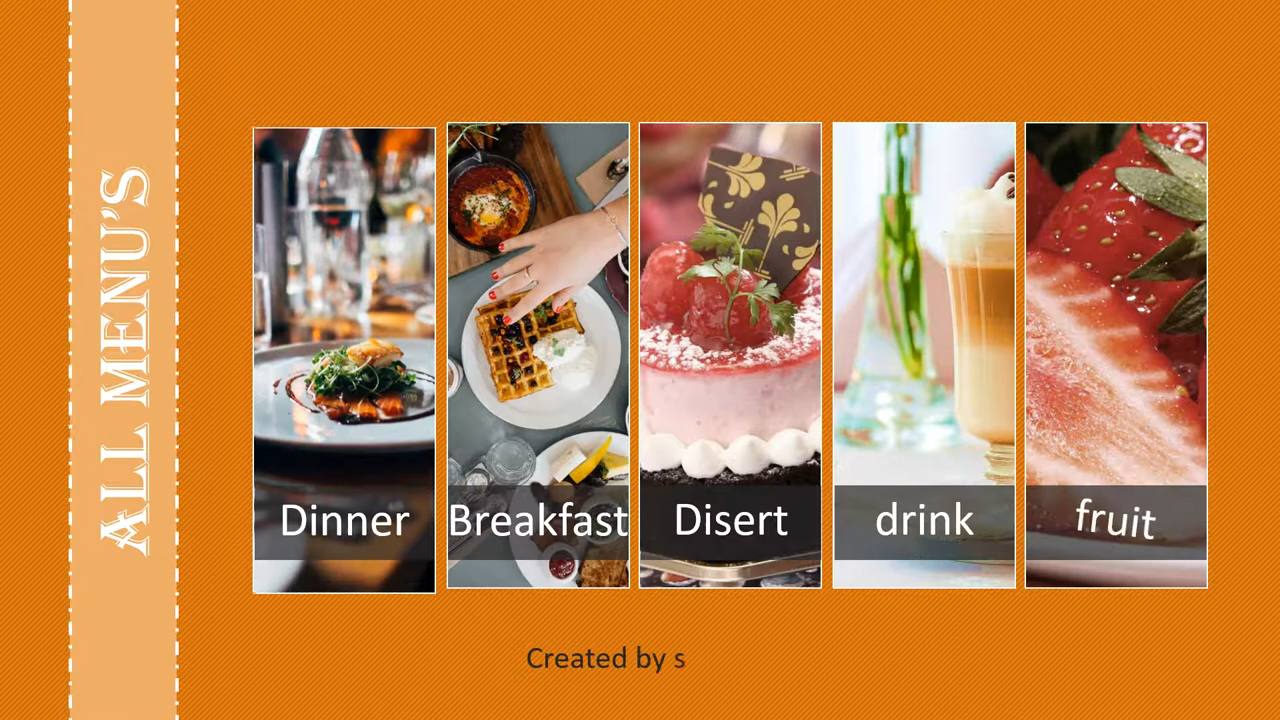 ALL MENU'S
Dinner
Breakfast
Disert
drink
fruit
Created by s